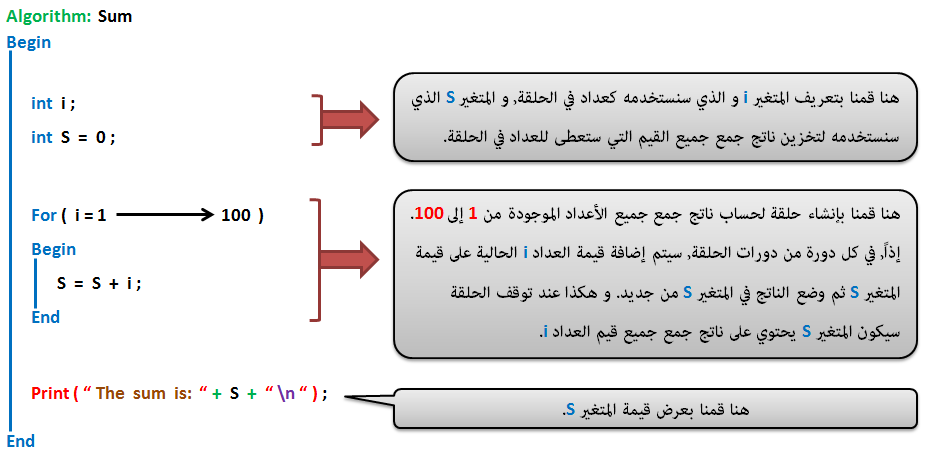 Algorithm: Sum
Begin
int i ;
int S = 0 ;
هنا قمنا بتعريف المتغير i و الذي سنستخدمه كعداد في الحلقة, و المتغير S الذي
سنستخدمه لتخزين ناتج جمع جميع القيم التي ستعطى للعداد في الحلقة.
For ( i = 1 100 )
Begin
S = S + i ;
End
هنا قمنا بإنشاء حلقة لحساب ناتج جمع جميع الأعداد الموجودة من 1 إلى 100.
إذاً, في كل دورة من دورات الحلقة, سيتم إضافة قيمة العداد i الحالية على قيمة
المتغير S ثم وضع الناتج في المتغير S من جديد. و هكذا عند توقف الحلقة
سيكون المتغير S يحتوي على ناتج جمع جميع قيم العداد i.
Print ( “ The sum is: “ + S + “ \n “ ) ;
هنا قمنا بعرض قيمة المتغير S.
End